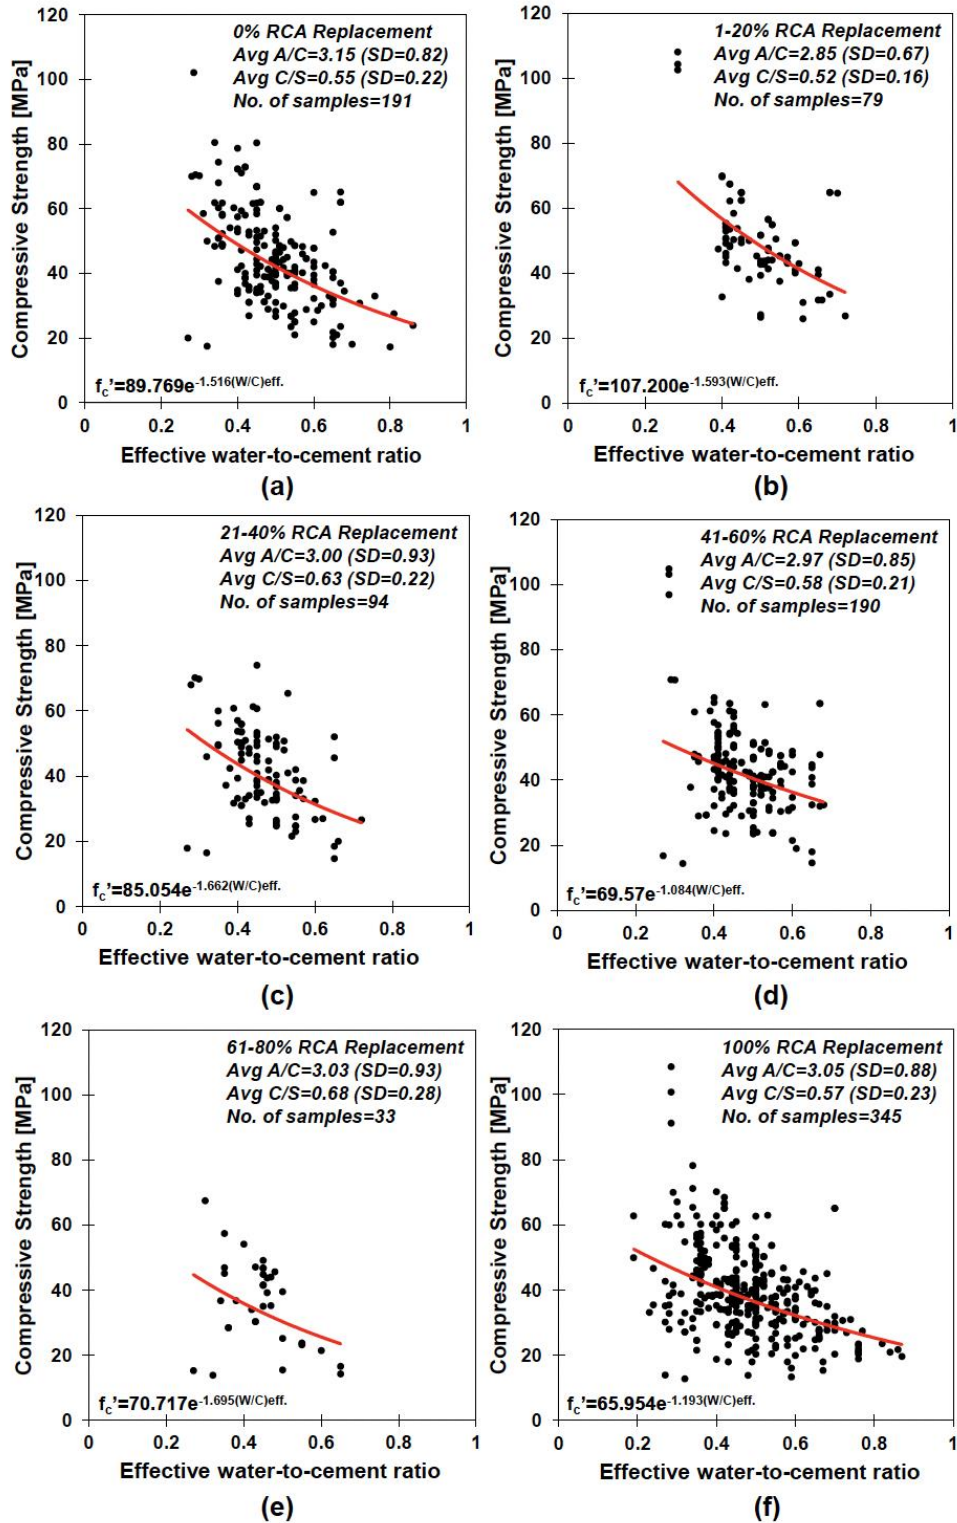 0% RCA Replacement
Avg A/C=3.15 (SD=0.82)
Avg C/S=0.55 (SD=0.22)
No. of samples=191
Compressive Strength [MPa]
120
100
80
60
40
20
0
fc'=89.769e-1.516(W/C)eff.
0 0.2 0.4 0.6 0.8 1
Effective water-to-cement ratio
(a)
1-20% RCA Replacement
Avg A/C=2.85 (SD=0.67)
Avg C/S=0.52 (SD=0.16)
No. of samples=79
Compressive Strength [MPa]
120
100
80
60
40
20
0
fc'=107.200e-1.593(W/C)eff.
0 0.2 0.4 0.6 0.8 1
Effective water-to-cement ratio
(b)
21-40% RCA Replacement
Avg A/C=3.00 (SD=0.93)
Avg C/S=0.63 (SD=0.22)
No. of samples=94
Compressive Strength [MPa]
120
100
80
60
40
20
0
fc'=85.054e-1.662(W/C)eff.
0 0.2 0.4 0.6 0.8 1
Effective water-to-cement ratio
(c)
41-60% RCA Replacement
Avg A/C=2.97 (SD=0.85)
Avg C/S=0.58 (SD=0.21)
No. of samples=190
Compressive Strength [MPa]
120
100
80
60
40
20
0
fc'=69.57e-1.084(W/C)eff.
0 0.2 0.4 0.6 0.8 1
Effective water-to-cement ratio
(d)
61-80% RCA Replacement
Avg A/C=3.03 (SD=0.93)
Avg C/S=0.68 (SD=0.28)
No. of samples=33
Compressive Strength [MPa]
120
100
80
60
40
20
0
fc'=70.717e-1.695(W/C)eff.
0 0.2 0.4 0.6 0.8 1
Effective water-to-cement ratio
(e)
100% RCA Replacement
Avg A/C=3.05 (SD=0.88)
Avg C/S=0.57 (SD=0.23)
No. of samples=345
Compressive Strength [MPa]
120
100
80
60
40
20
0
fc'=65.954e-1.193(W/C)eff.
0 0.2 0.4 0.6 0.8 1
Effective water-to-cement ratio
(f)